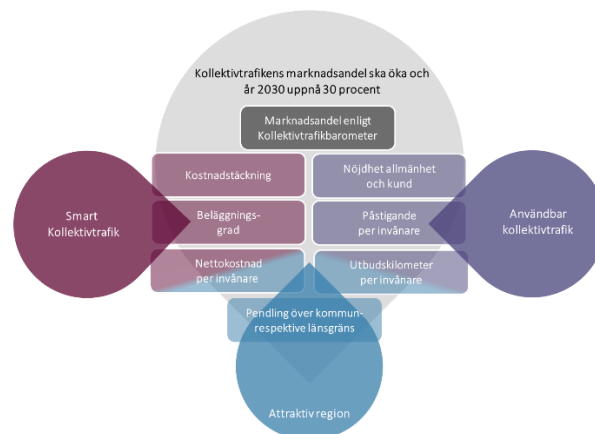 Kollektivtrafikens marknadsandel ska öka och
år 2030 uppnå 30 procent
Marknadsandel enligt
Kollektivtrafikbarometer
Kostnadstäckning
Nöjdhet allmänhet
och kund
Smart
Kollektivtrafik
Beläggnings-
grad
Påstigande
per invånare
Användbar
kollektivtrafik
Nettokostnad
per invånare
Utbudskilometer
per invånare
Pendling över kommun-
respektive länsgräns
Attraktiv region